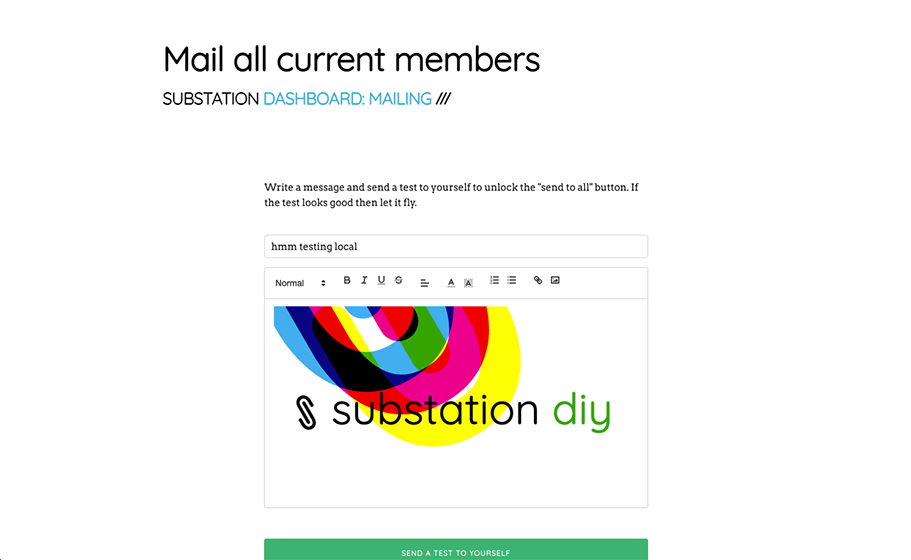 Mail all current members
SUBSTATION DASHBOARD: MAILING ///
Write a message and send a test to yourself to unlock the "send to all" button. If
the test looks good then let it fly.
hmm testing local
Normal B I U S A A
substation diy
SEND A TEST TO YOURSELF